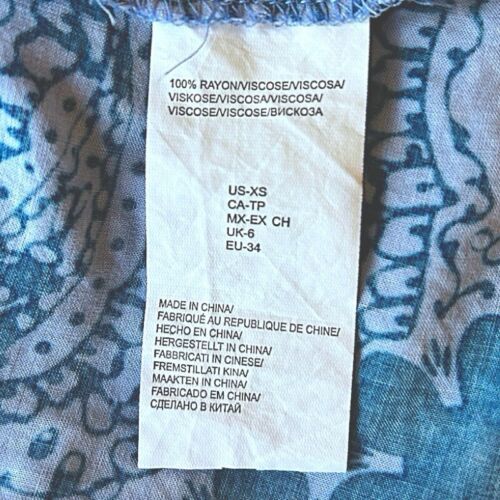 100% RAYON/VISCOSE/VISCOSA/
VISKOSE/VISCOSA/VISCOSA/
VISCOSE/VISCOSE/ВИСКОЗА
US-XS
CA-TP
MX-EX CH
UK-6
EU-34
MADE IN CHINA/
FABRIQUÉ AU REPUBLIQUE DE CHINE/
HECHO EN CHINA/
HERGESTELLT IN CHINA/
FABBRICATI IN CINESE/
FREMSTILLATI KINA/
MAAKTEN IN CHINA/
FABRICADO EM CHINA/
СДЕЛАНО В КИТАЙ